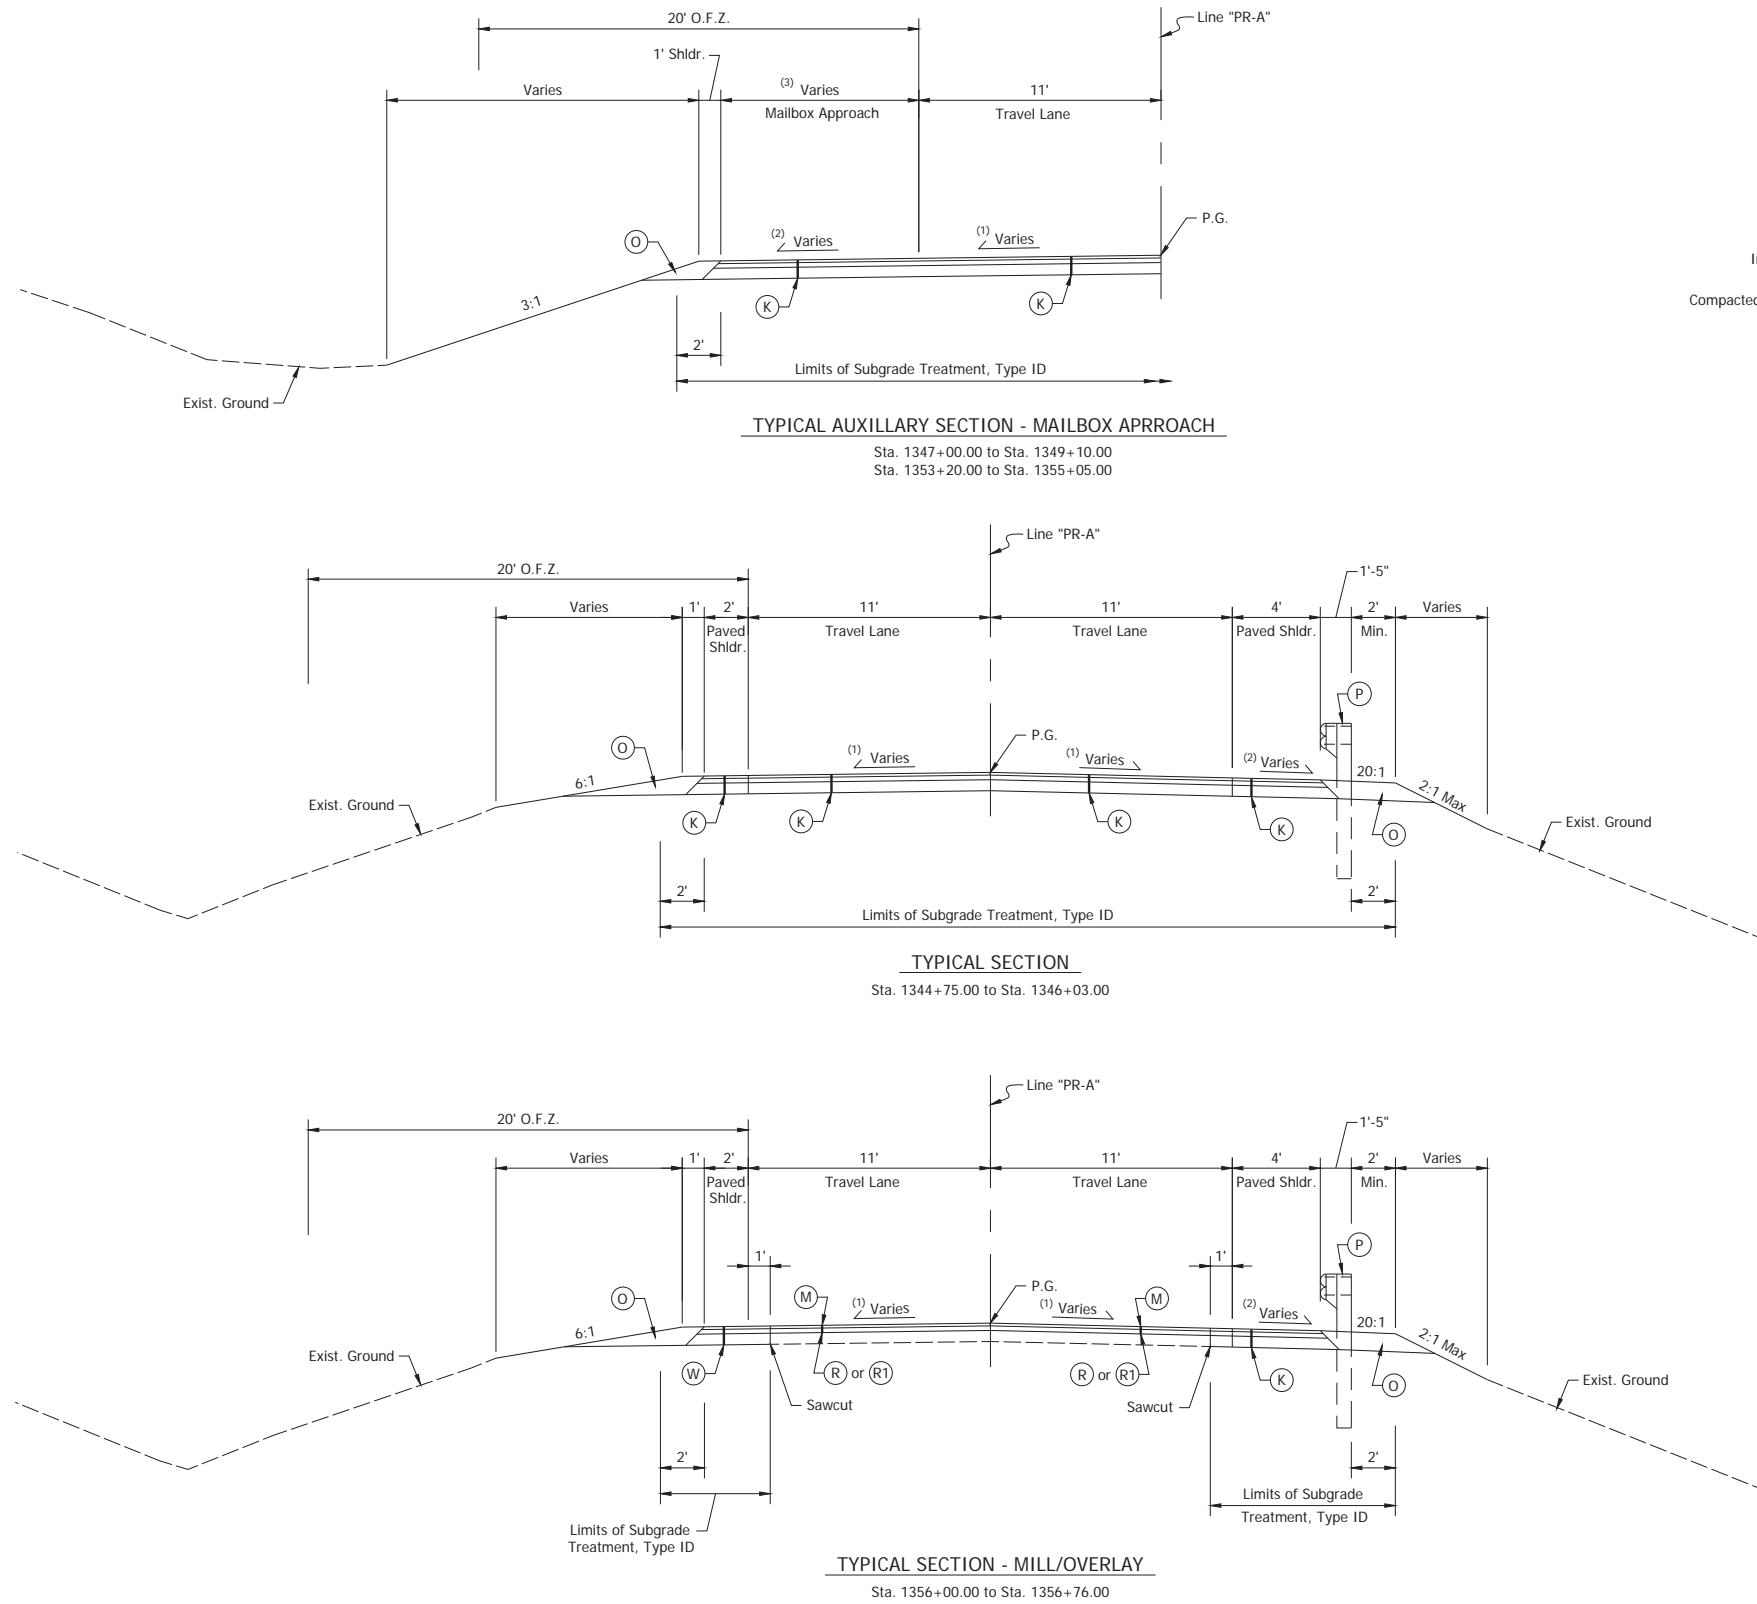 20' O.F.Z.
Line "PR-A"
1' Shldr.
Varies
(3) Varies
11'
Mailbox Approach
Travel Lane
P.G.
O
(2) Varies
(1) Varies
3:1
K
K
Compacted
2'
Limits of Subgrade Treatment, Type ID
Exist. Ground
TYPICAL AUXILLARY SECTION - MAILBOX APRROACH
Sta. 1347+00.00 to Sta. 1349+10.00
Sta. 1353+20.00 to Sta. 1355+05.00
Line "PR-A"
20' O.F.Z.
1'-5"
Varies
1'
2'
11'
11'
4'
2'
Varies
Paved
Shldr.
Travel Lane
Travel Lane
Paved Shldr.
Min.
P
O
P.G.
(1) Varies
(1) Varies
(2) Varies
6:1
20:1
2:1 Max
Exist. Ground
K
K
K
K
O
Exist. Ground
2'
2'
Limits of Subgrade Treatment, Type ID
TYPICAL SECTION
Sta. 1344+75.00 to Sta. 1346+03.00
Line "PR-A"
20' O.F.Z.
1'-5"
Varies
1'
2'
11'
11'
4'
2'
Varies
Paved
Shldr.
Travel Lane
Travel Lane
Paved Shldr.
Min.
P
1'
1'
P.G.
O
M
(1) Varies
(1) Varies
M
(2) Varies
6:1
20:1
2:1 Max
Exist. Ground
W
R or R1
R or R1
K
O
Exist. Ground
Sawcut
Sawcut
2'
2'
Limits of Subgrade
Treatment, Type ID
Limits of Subgrade
Treatment, Type ID
TYPICAL SECTION - MILL/OVERLAY
Sta. 1356+00.00 to Sta. 1356+76.00